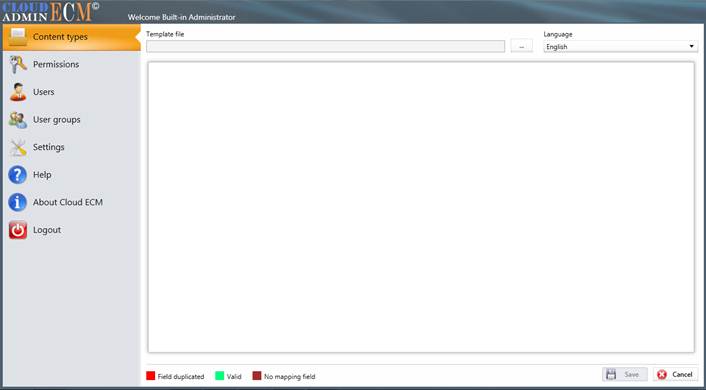 CLOUD
ADMIN ECM©
Welcome Built-in Administrator
Content types
Permissions
Users
User groups
Settings
Help
About Cloud ECM
Logout
Template file
...
Language
English
Field duplicated
Valid
No mapping field
Save
Cancel